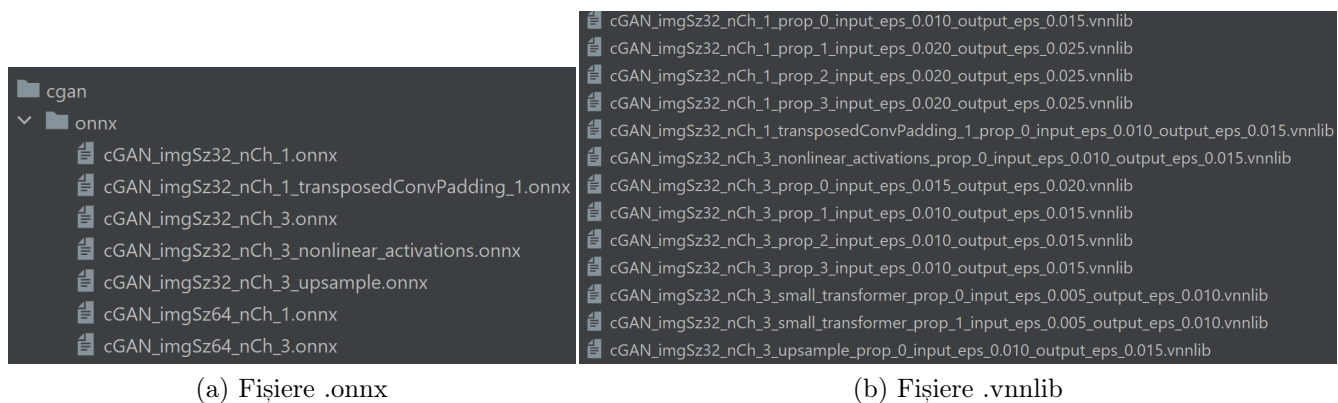 cgan
onnx
cGAN_imgSz32_nCh_1.onnx
cGAN_imgSz32_nCh_1_transposedConvPadding_1.onnx
cGAN_imgSz32_nCh_3.onnx
cGAN_imgSz32_nCh_3_nonlinear_activations.onnx
cGAN_imgSz32_nCh_3_upsample.onnx
cGAN_imgSz64_nCh_1.onnx
cGAN_imgSz64_nCh_3.onnx
(a) Fișiere .onnx
cGAN_imgSz32_nCh_1_prop_0_input_eps_0.010_output_eps_0.015.vnnlib
cGAN_imgSz32_nCh_1_prop_1_input_eps_0.020_output_eps_0.025.vnnlib
cGAN_imgSz32_nCh_1_prop_2_input_eps_0.020_output_eps_0.025.vnnlib
cGAN_imgSz32_nCh_1_prop_3_input_eps_0.020_output_eps_0.025.vnnlib
cGAN_imgSz32_nCh_1_transposedConvPadding_1_prop_0_input_eps_0.010_output_eps_0.015.vnnlib
cGAN_imgSz32_nCh_3_nonlinear_activations_prop_0_input_eps_0.010_output_eps_0.015.vnnlib
cGAN_imgSz32_nCh_3_prop_0_input_eps_0.015_output_eps_0.020.vnnlib
cGAN_imgSz32_nCh_3_prop_1_input_eps_0.010_output_eps_0.015.vnnlib
cGAN_imgSz32_nCh_3_prop_2_input_eps_0.010_output_eps_0.015.vnnlib
cGAN_imgSz32_nCh_3_prop_3_input_eps_0.010_output_eps_0.015.vnnlib
cGAN_imgSz32_nCh_3_small_transformer_prop_0_input_eps_0.005_output_eps_0.010.vnnlib
cGAN_imgSz32_nCh_3_small_transformer_prop_1_input_eps_0.005_output_eps_0.010.vnnlib
cGAN_imgSz32_nCh_3_upsample_prop_0_input_eps_0.010_output_eps_0.015.vnnlib
(b) Fișiere .vnnlib